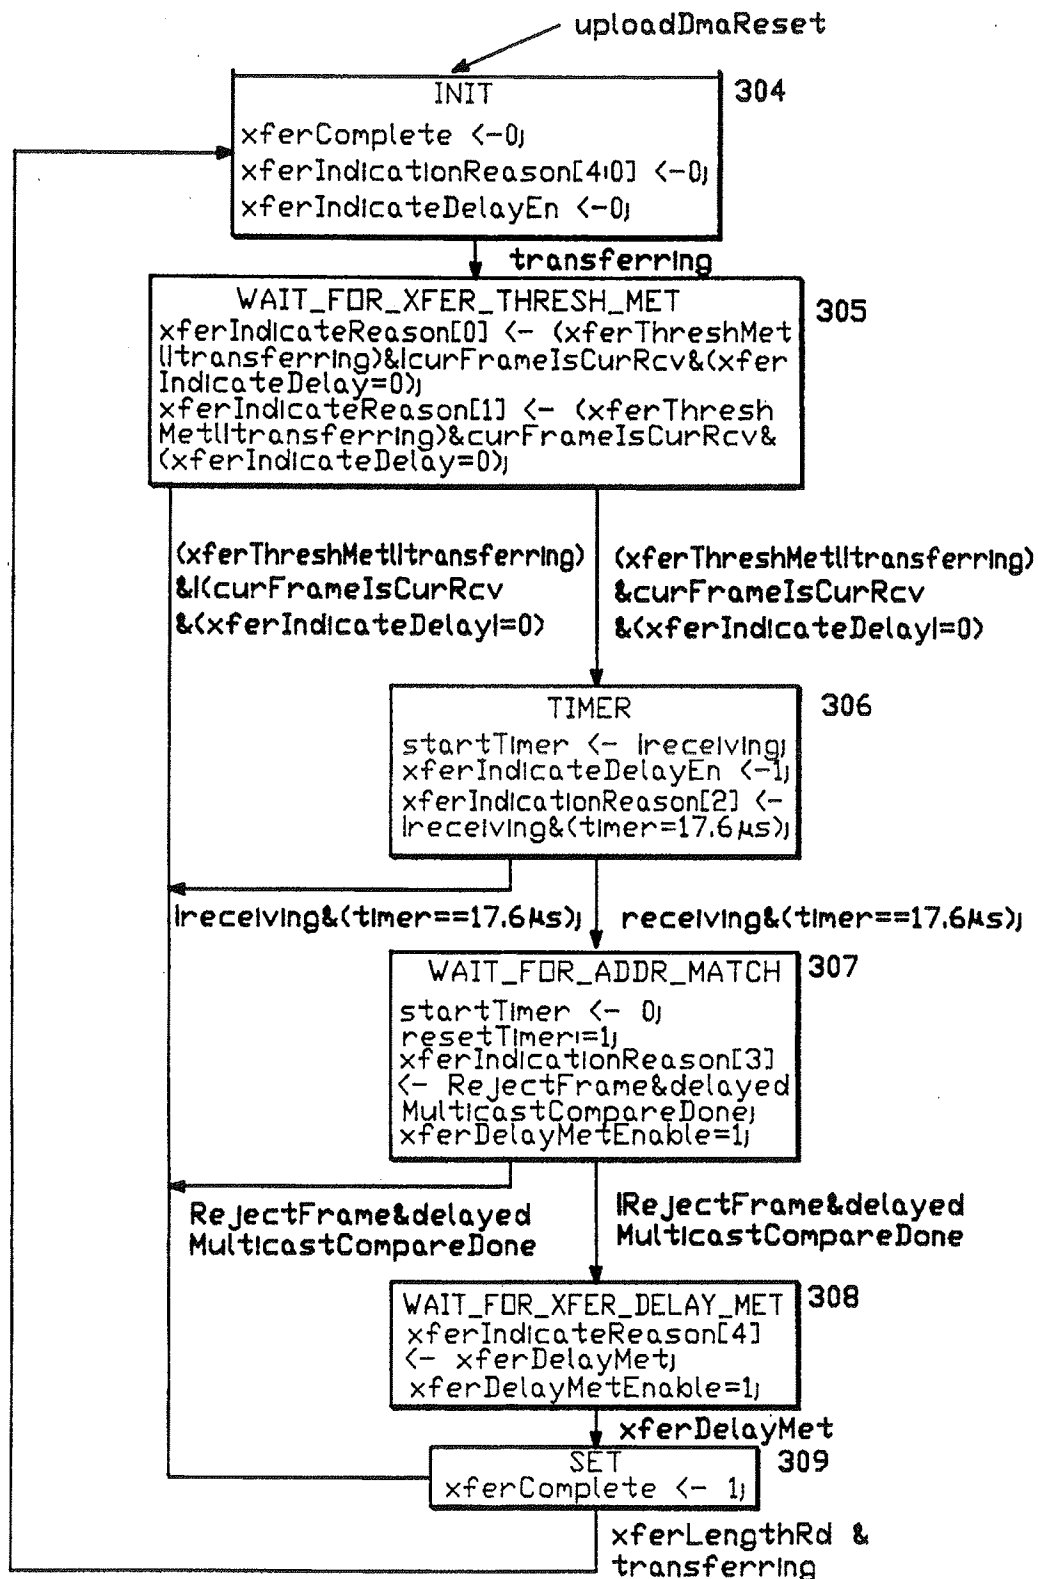 uploadDmaReset
INIT
304
xferComplete <-0;
xferIndicationReason[4:0] <-0;
xferIndicateDelayEn <-0;
transferring
WAIT_FOR_XFER_THRESH_MET
305
xferIndicateReason[0] <- (xferThreshMet
||!transferring)&!curFrameIsCurRcv&(xfer
IndicateDelay=0);
xferIndicateReason[1] <- (xferThresh
Met||!transferring)&curFrameIsCurRcv&
(xferIndicateDelay=0);
(xferThreshMet||!transferring)
&!(curFrameIsCurRcv
&(xferIndicateDelay!=0)
(xferThreshMet||!transferring)
&curFrameIsCurRcv
&(xferIndicateDelay!=0)
TIMER
306
startTimer <- !receiving;
xferIndicateDelayEn <-1;
xferIndicationReason[2] <-
!receiving&(timer=17.6µs);
!receiving&(timer==17.6µs);
receiving&(timer==17.6µs);
WAIT_FOR_ADDR_MATCH
307
startTimer <- 0;
resetTimer:=1;
xferIndicationReason[3]
<- RejectFrame&delayed
MulticastCompareDone;
xferDelayMetEnable=1;
RejectFrame&delayed
MulticastCompareDone
!RejectFrame&delayed
MulticastCompareDone
WAIT_FOR_XFER_DELAY_MET
308
xferIndicateReason[4]
<- xferDelayMet;
xferDelayMetEnable=1;
xferDelayMet
SET
309
xferComplete <- 1;
xferLengthRd &
transferring